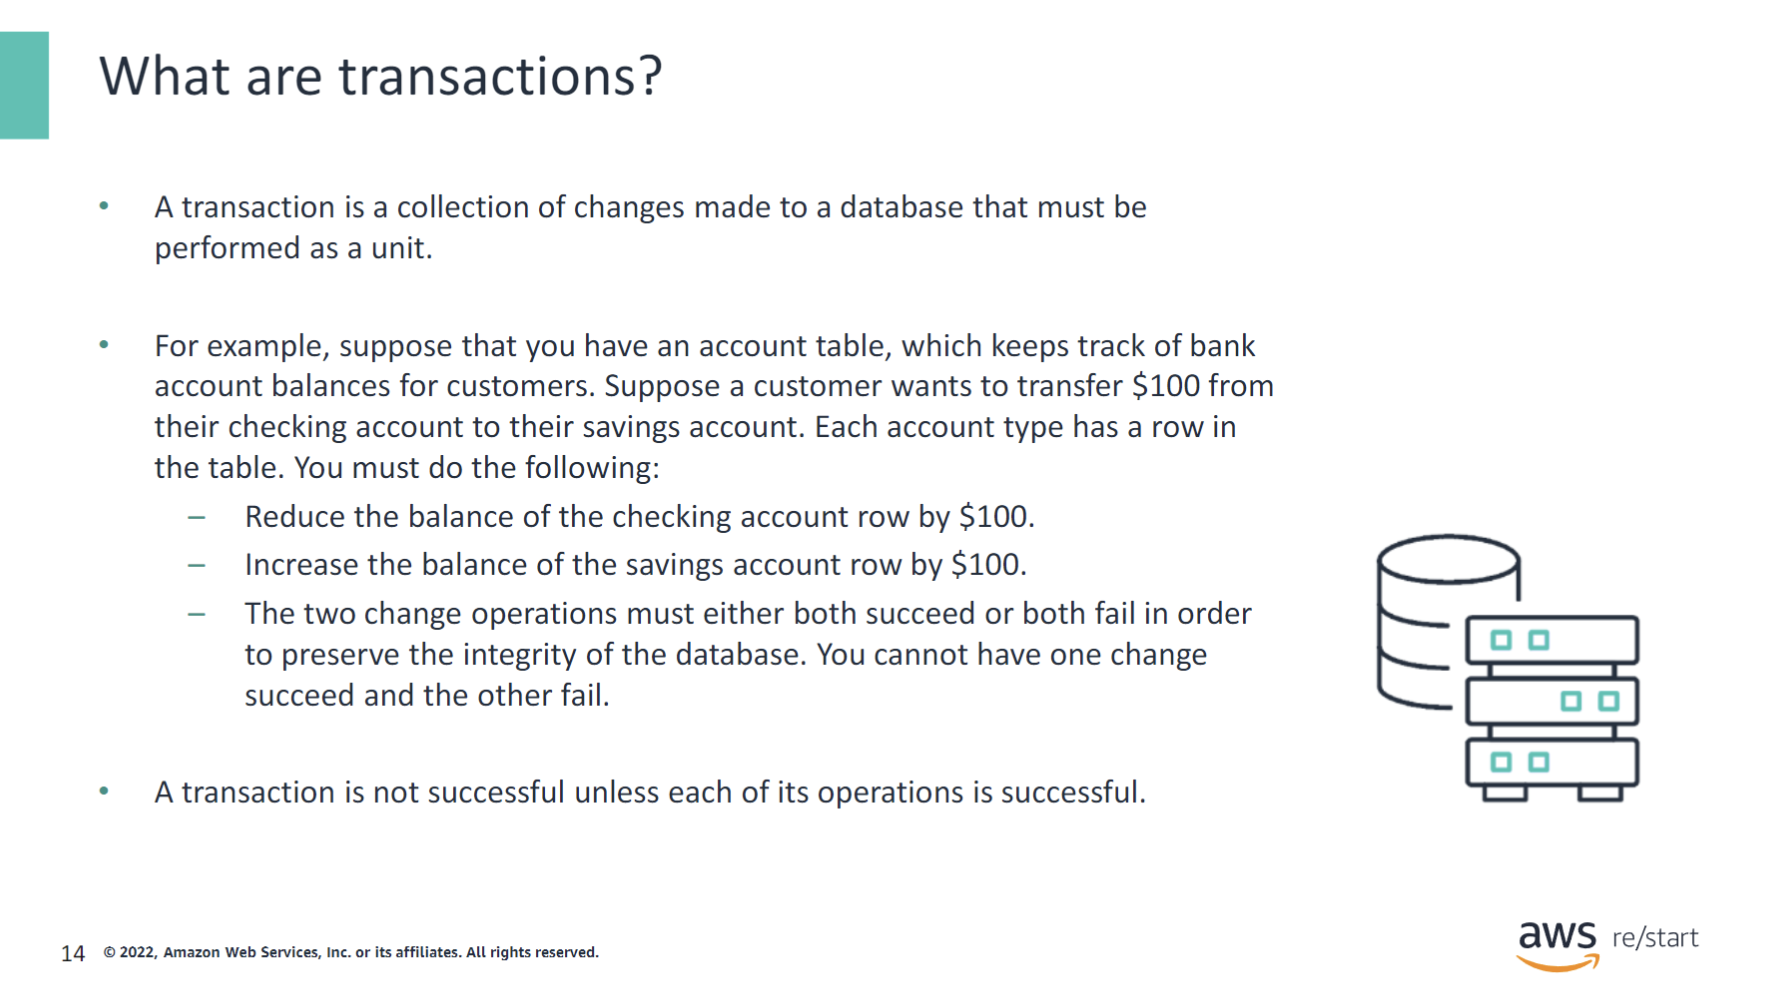 What are transactions?
• A transaction is a collection of changes made to a database that must be
performed as a unit.
• For example, suppose that you have an account table, which keeps track of bank
account balances for customers. Suppose a customer wants to transfer $100 from
their checking account to their savings account. Each account type has a row in
the table. You must do the following:
– Reduce the balance of the checking account row by $100.
– Increase the balance of the savings account row by $100.
– The two change operations must either both succeed or both fail in order
to preserve the integrity of the database. You cannot have one change
succeed and the other fail.
• A transaction is not successful unless each of its operations is successful.
14 © 2022, Amazon Web Services, Inc. or its affiliates. All rights reserved.
aws re/start